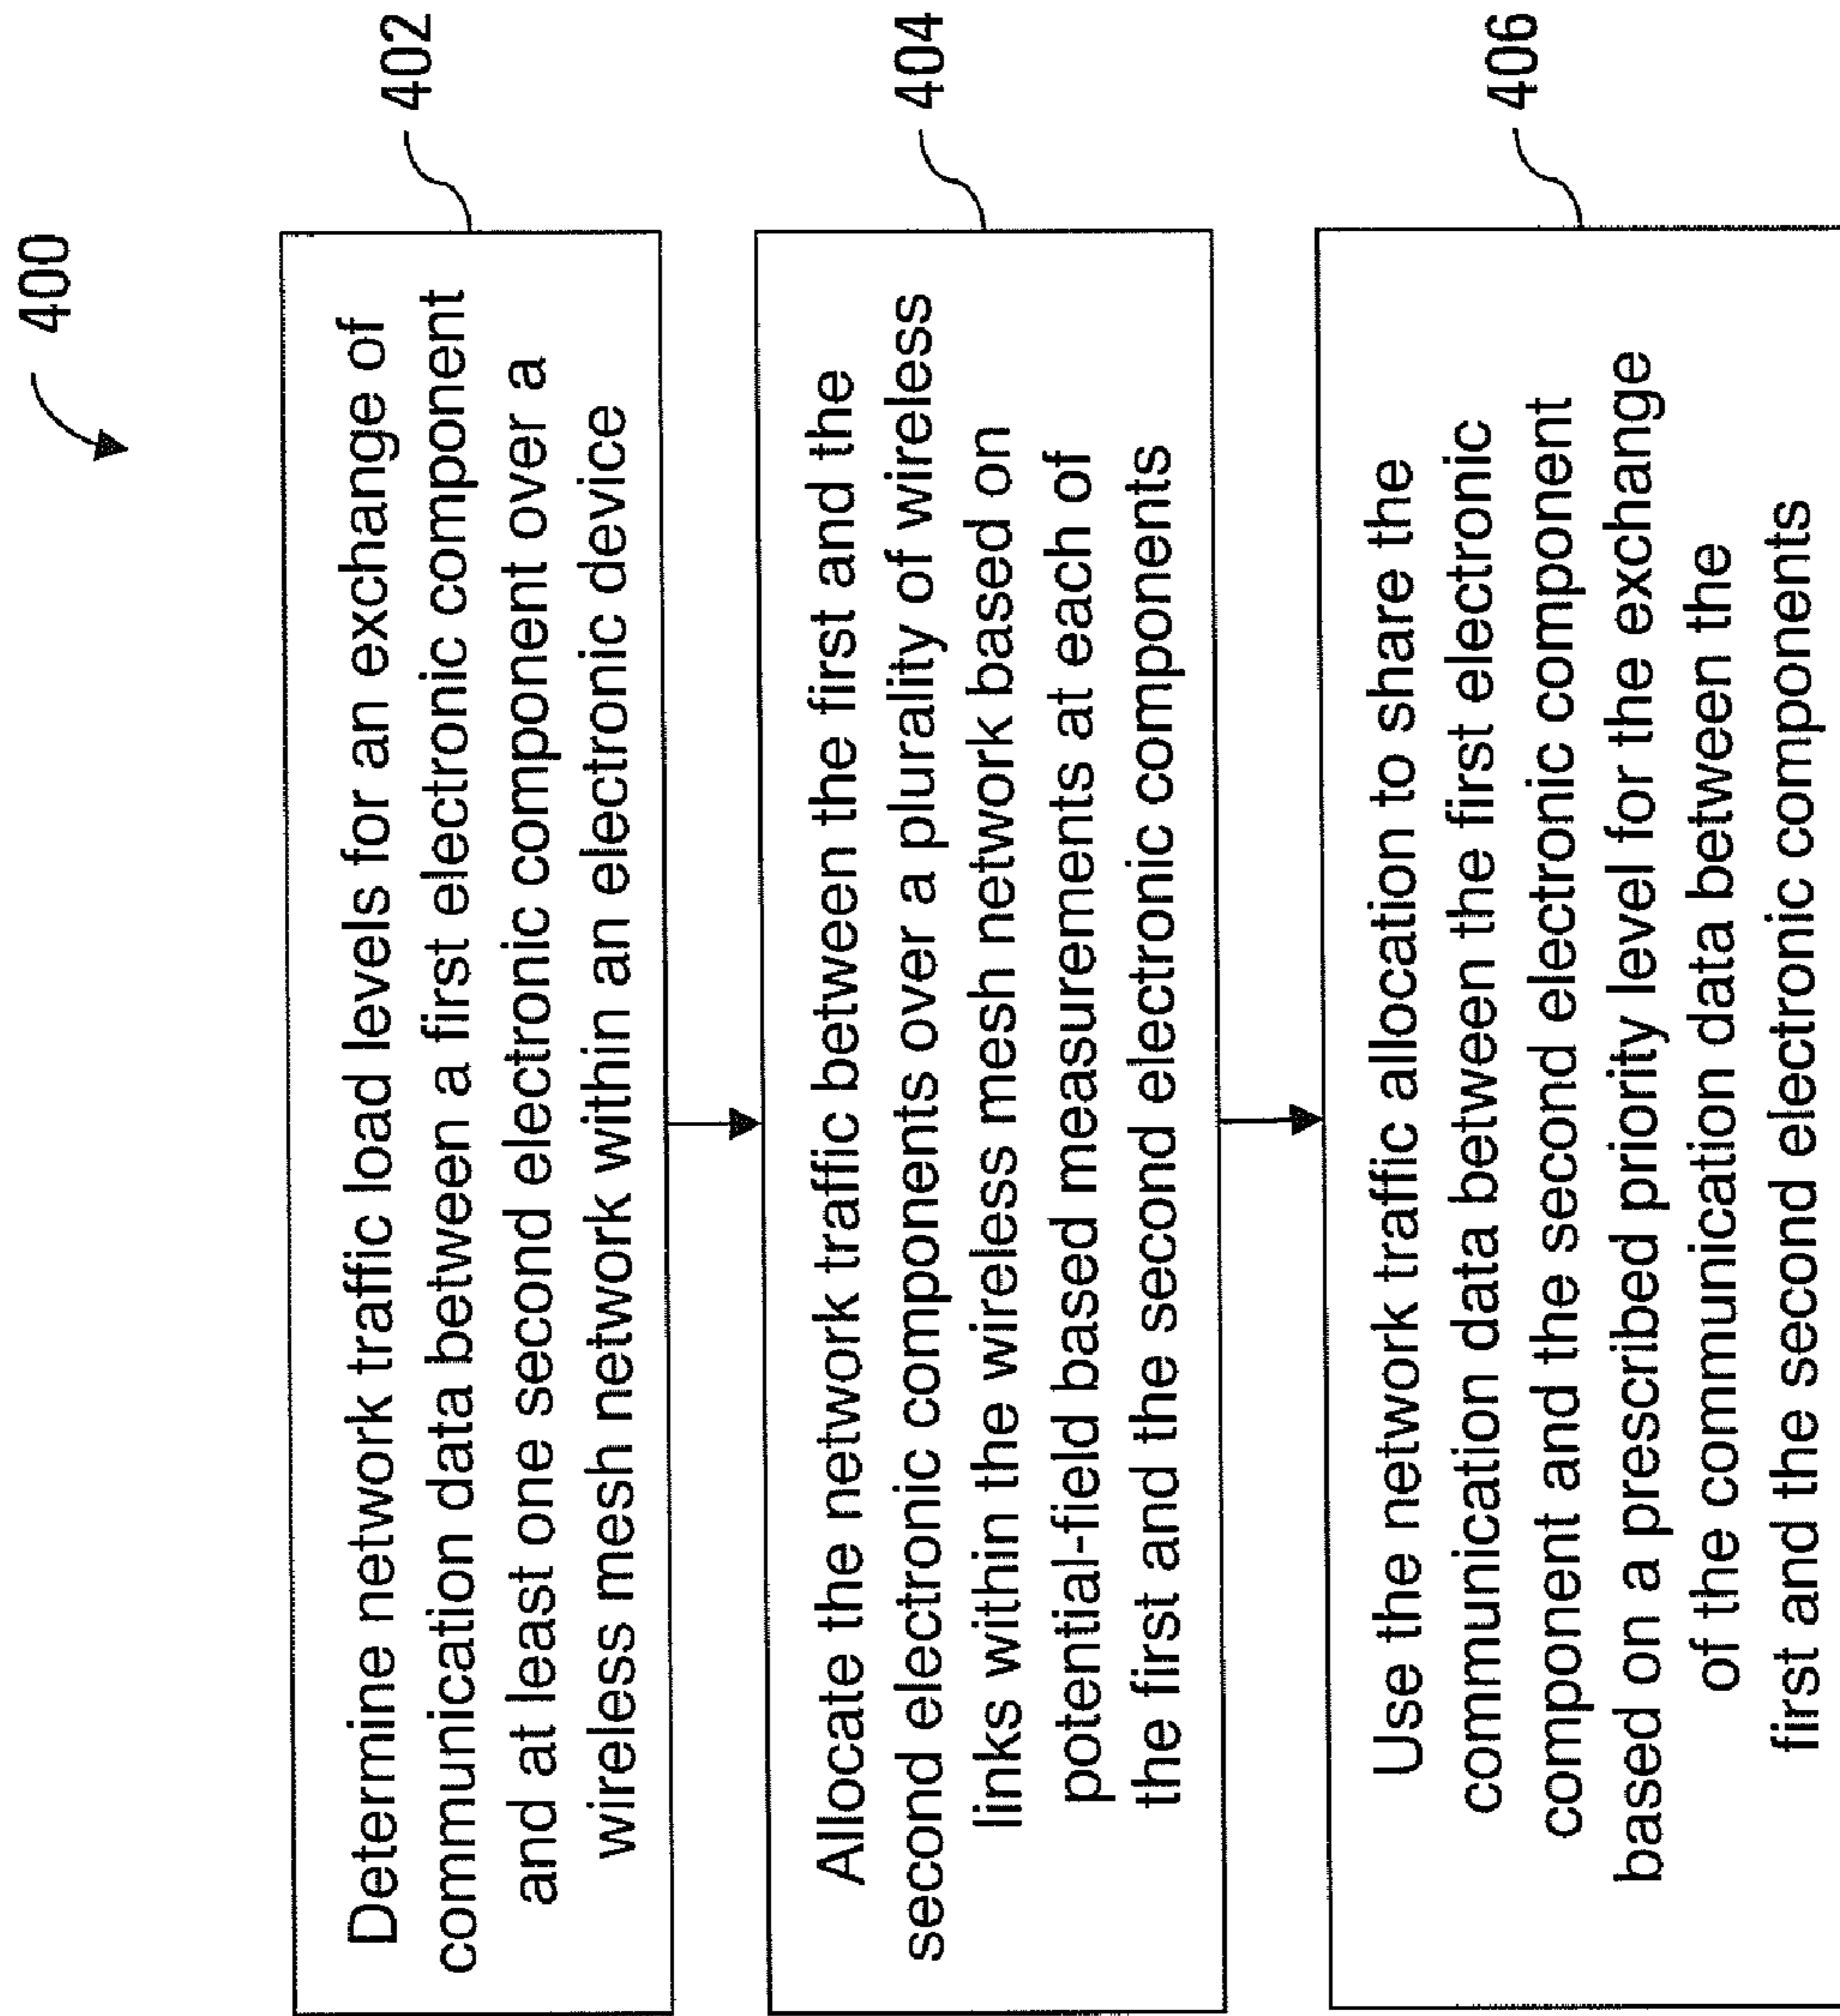 400
Determine network traffic load levels for an exchange of
communication data between a first electronic component
and at least one second electronic component over a
wireless mesh network within an electronic device
402
Allocate the network traffic between the first and the
second electronic components over a plurality of wireless
links within the wireless mesh network based on
potential-field based measurements at each of
the first and the second electronic components
404
Use the network traffic allocation to share the
communication data between the first electronic
component and the second electronic component
based on a prescribed priority level for the exchange
of the communication data between the
first and the second electronic components
406